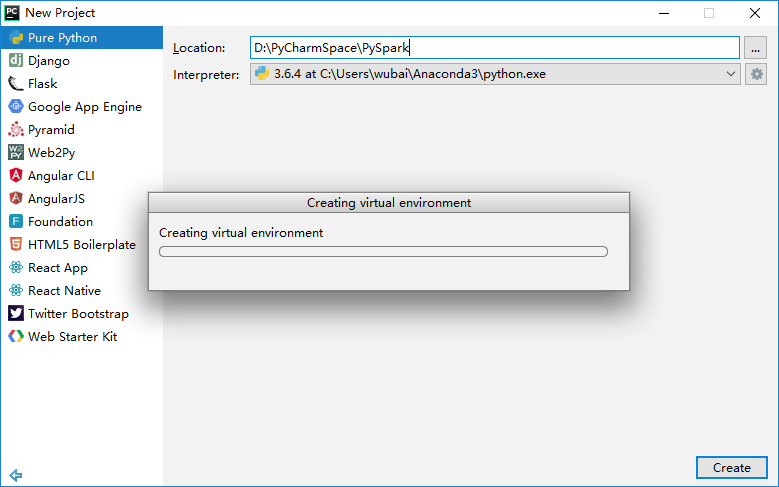 New Project
Pure Python
Django
Flask
Google App Engine
Pyramid
Web2Py
Angular CLI
AngularJS
Foundation
HTML5 Boilerplate
React App
React Native
Twitter Bootstrap
Web Starter Kit
Location: D:\PyCharmSpace\PySpark ...
Interpreter: 3.6.4 at C:\Users\wubai\Anaconda3\python.exe
Creating virtual environment
Creating virtual environment
Create